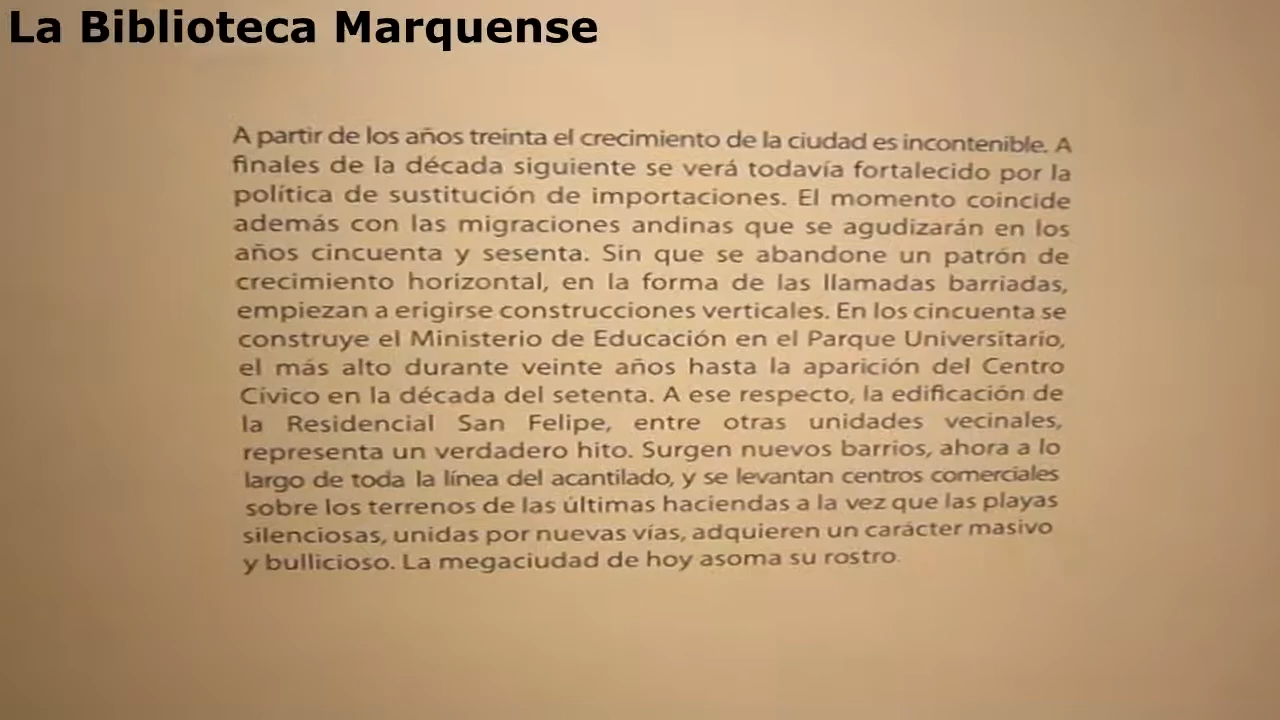 La Biblioteca Marquense
A partir de los años treinta el crecimiento de la ciudad es incontenible. A
finales de la década siguiente se verá todavía fortalecido por la
política de sustitución de importaciones. El momento coincide
además con las migraciones andinas que se agudizarán en los
años cincuenta y sesenta. Sin que se abandone un patrón de
crecimiento horizontal, en la forma de las llamadas barriadas,
empiezan a erigirse construcciones verticales. En los cincuenta se
construye el Ministerio de Educación en el Parque Universitario,
el más alto durante veinte años hasta la aparición del Centro
Cívico en la década del setenta. A ese respecto, la edificación de
la Residencial San Felipe, entre otras unidades vecinales,
representa un verdadero hito. Surgen nuevos barrios, ahora a lo
largo de toda la línea del acantilado, y se levantan centros comerciales
sobre los terrenos de las últimas haciendas a la vez que las playas
silenciosas, unidas por nuevas vías, adquieren un carácter masivo
y bullicioso. La megaciudad de hoy asoma su rostro.